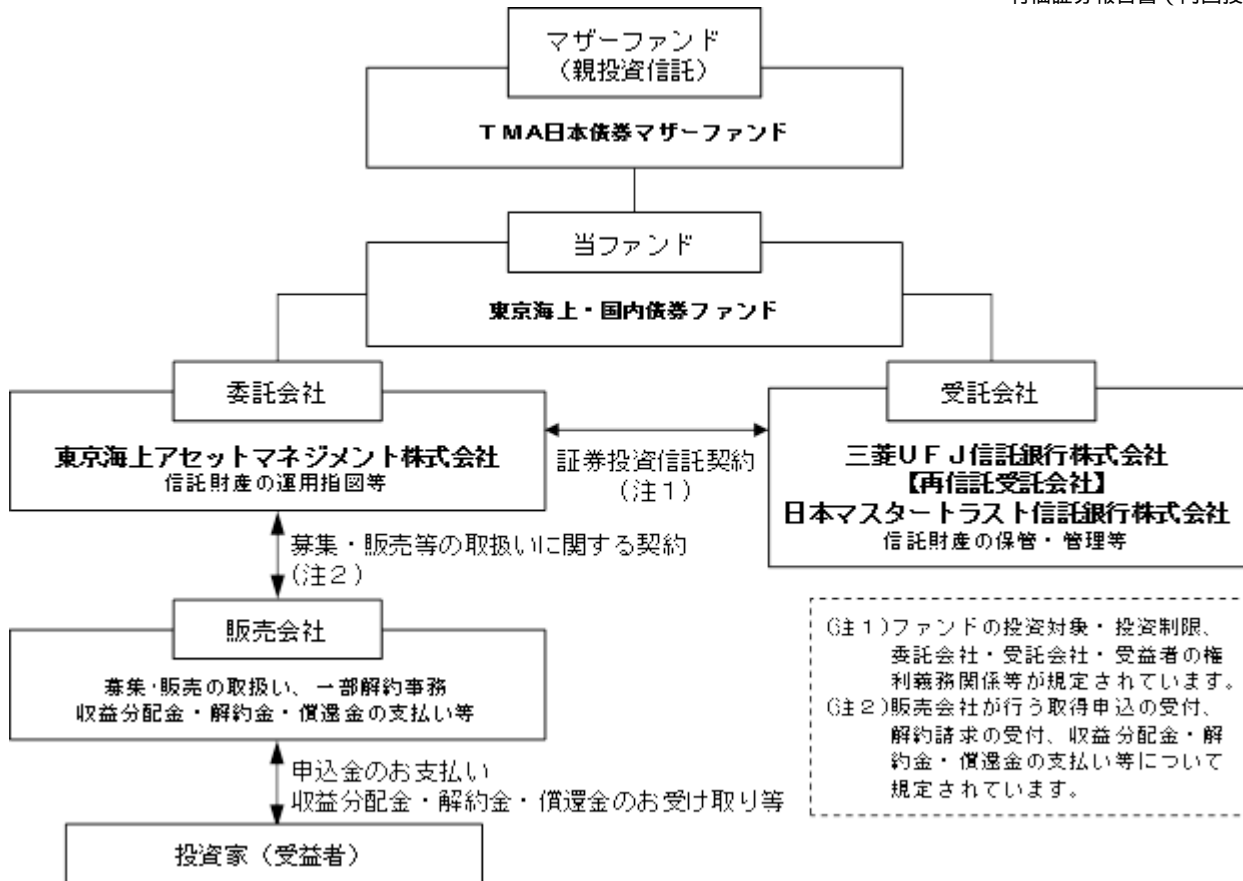 マザーファンド
（親投資信託）
ＴＭＡ日本債券マザーファンド
当ファンド
東京海上・国内債券ファンド
委託会社
東京海上アセットマネジメント株式会社
信託財産の運用指図等
証券投資信託契約
（注１）
受託会社
三菱ＵＦＪ信託銀行株式会社
【再信託受託会社】
日本マスタートラスト信託銀行株式会社
信託財産の保管・管理等
募集・販売等の取扱いに関する契約
（注２）
販売会社
募集・販売の取扱い、一部解約事務
収益分配金・解約金・償還金の支払い等
申込金のお支払い
収益分配金・解約金・償還金のお受け取り等
投資家（受益者）
（注１）ファンドの投資対象・投資制限、
委託会社・受託会社・受益者の権
利義務関係等が規定されています。
（注２）販売会社が行う取得申込の受付、
解約請求の受付、収益分配金・解
約金・償還金の支払い等について
規定されています。